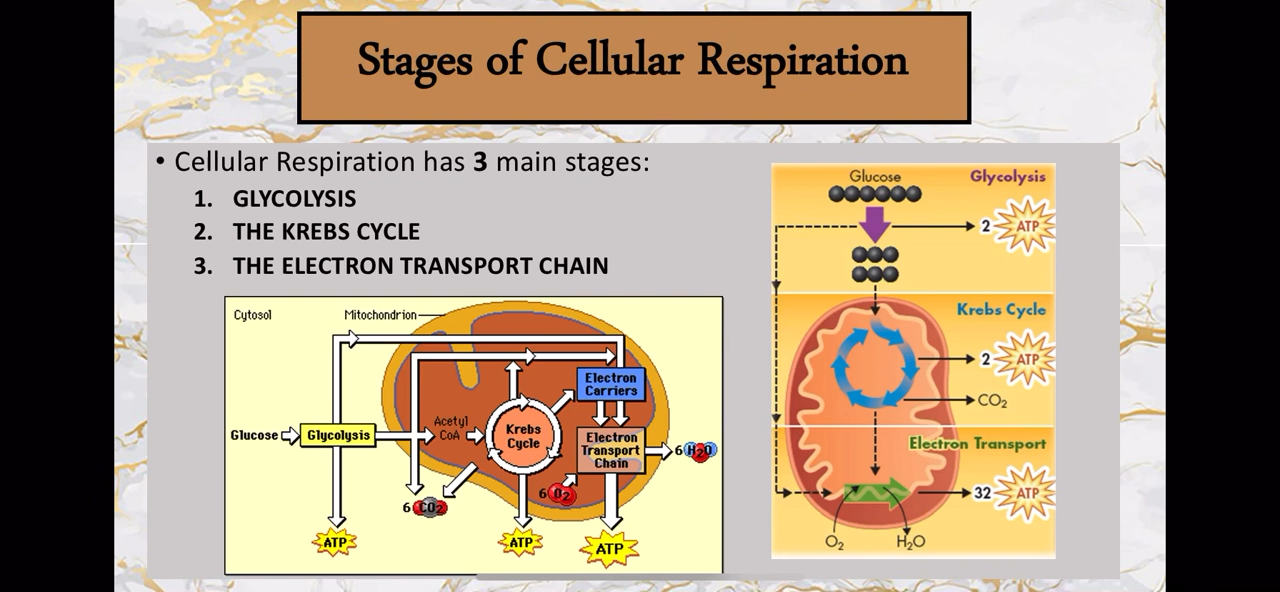 Stages of Cellular Respiration
• Cellular Respiration has 3 main stages:
1. GLYCOLYSIS
2. THE KREBS CYCLE
3. THE ELECTRON TRANSPORT CHAIN
Cytosol
Mitochondrion
Electron
Carriers
Glucose
Glycolysis
Acetyl
CoA
Krebs
Cycle
Electron
Transport
Chain
6 H2O
6 CO2
6 O2
ATP
ATP
ATP
Glucose
Glycolysis
2 ATP
Krebs Cycle
2 ATP
CO₂
Electron Transport
32 ATP
O₂
H₂O